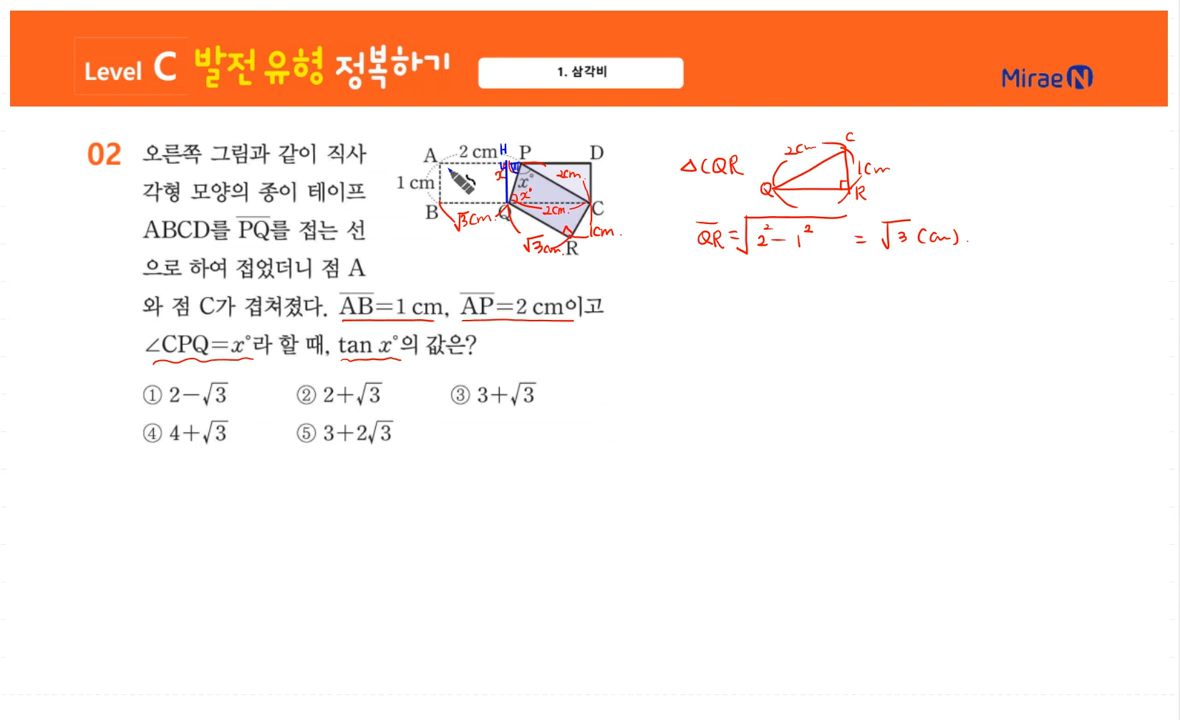 Level C 발전 유형 정복하기
1. 삼각비
Mirae N
02 오른쪽 그림과 같이 직사
각형 모양의 종이 테이프
ABCD를 PQ를 접는 선
으로 하여 접었더니 점 A
와 점 C가 겹쳐졌다. AB=1 cm, AP=2 cm이고
∠CPQ=x°라 할 때, tan x°의 값은?
① 2−√3 ② 2+√3 ③ 3+√3
④ 4+√3 ⑤ 3+2√3
A 2 cm H P D
1 cm x° 2cm
x°
B √3cm Q 2cm C
√3cm R 1cm
△CQR
C
2cm 1cm
Q R
QR = √2²−1² = √3 (cm).